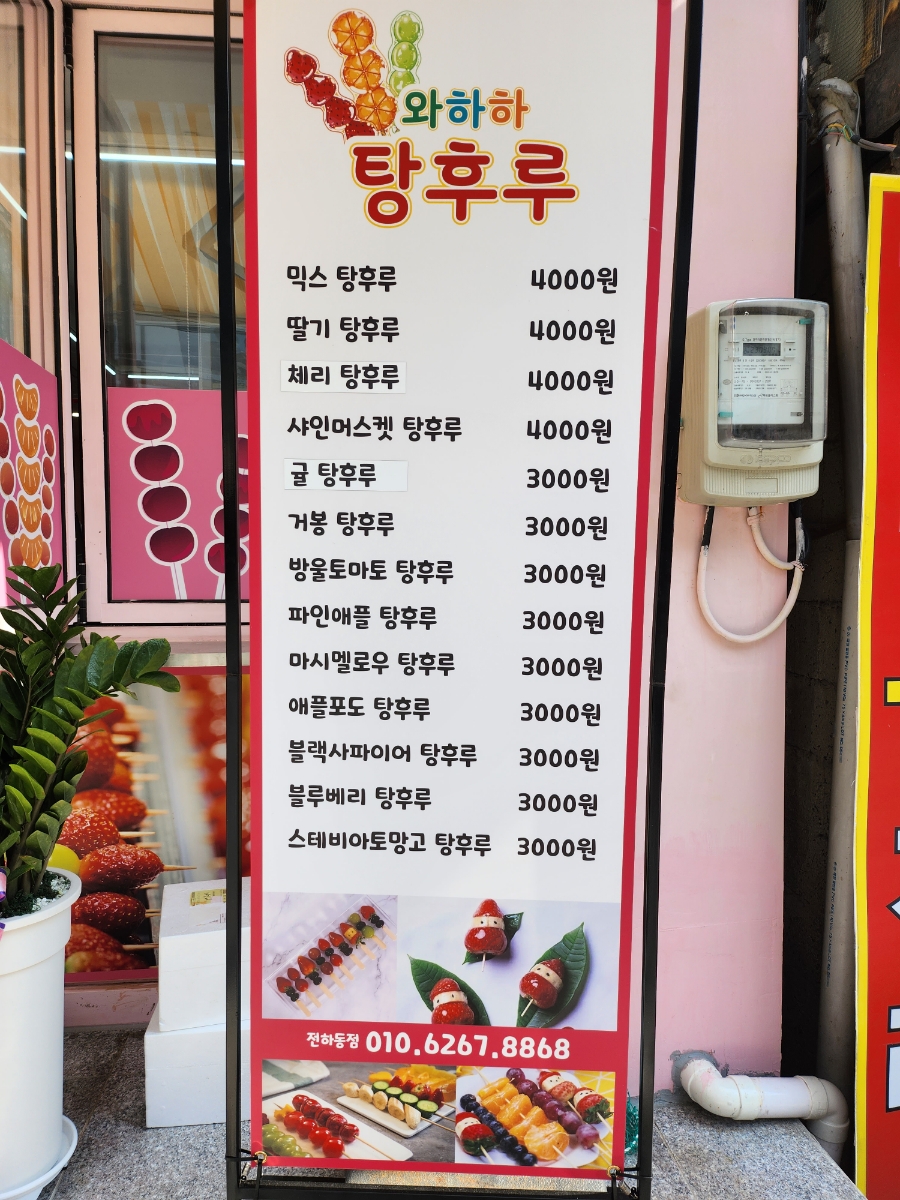 와하하
탕후루
믹스 탕후루 4000원
딸기 탕후루 4000원
체리 탕후루 4000원
샤인머스켓 탕후루 4000원
귤 탕후루 3000원
거봉 탕후루 3000원
방울토마토 탕후루 3000원
파인애플 탕후루 3000원
마시멜로우 탕후루 3000원
애플포도 탕후루 3000원
블랙사파이어 탕후루 3000원
블루베리 탕후루 3000원
스테비아토망고 탕후루 3000원
전하동점 010.6267.8868